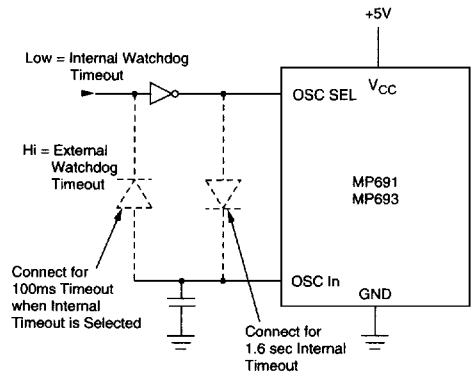 +5V
Low = Internal Watchdog
Timeout
OSC SEL
VCC
Hi = External
Watchdog
Timeout
MP691
MP693
Connect for
100ms Timeout
when Internal
Timeout is Selected
OSC In
GND
Connect for
1.6 sec Internal
Timeout